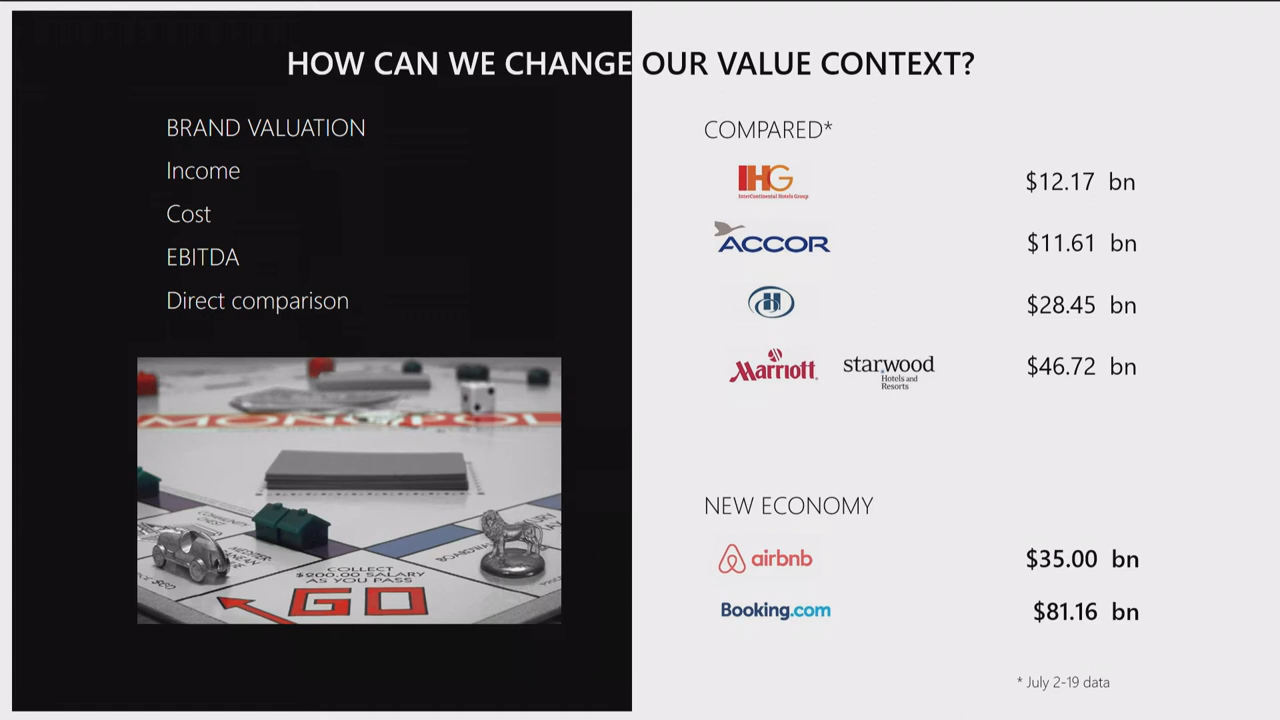 HOW CAN WE CHANGE OUR VALUE CONTEXT?
BRAND VALUATION
Income
Cost
EBITDA
Direct comparison
MONOPOL
COMMUNITY
CHEST
COLLECT
$200.00 SALARY
AS YOU PASS
GO
COMPARED*
IHG
InterContinental Hotels Group
$12.17 bn
ACCOR
$11.61 bn
H
$28.45 bn
Marriott
starwood
Hotels and
Resorts
$46.72 bn
NEW ECONOMY
airbnb
$35.00 bn
Booking.com
$81.16 bn
* July 2-19 data